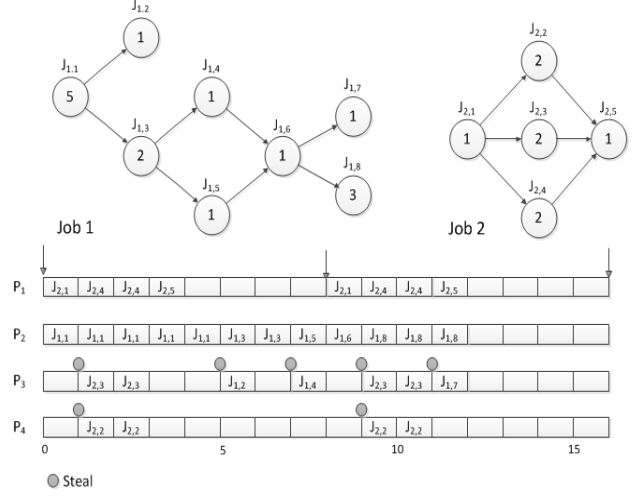 J1.2
1
J1.1
5
J1,4
1
J1,7
1
J1,3
2
J1,6
1
J1,8
3
J1,5
1
Job 1
J2,2
2
J2,1
1
J2,3
2
J2,5
1
J2,4
2
Job 2
P1 J2,1 J2,4 J2,4 J2,5 J2,1 J2,4 J2,4 J2,5
P2 J1,1 J1,1 J1,1 J1,1 J1,1 J1,3 J1,3 J1,5 J1,6 J1,8 J1,8 J1,8
P3 J2,3 J2,3 J1,2 J1,4 J2,3 J2,3 J1,7
P4 J2,2 J2,2 J2,2 J2,2
0 5 10 15
Steal